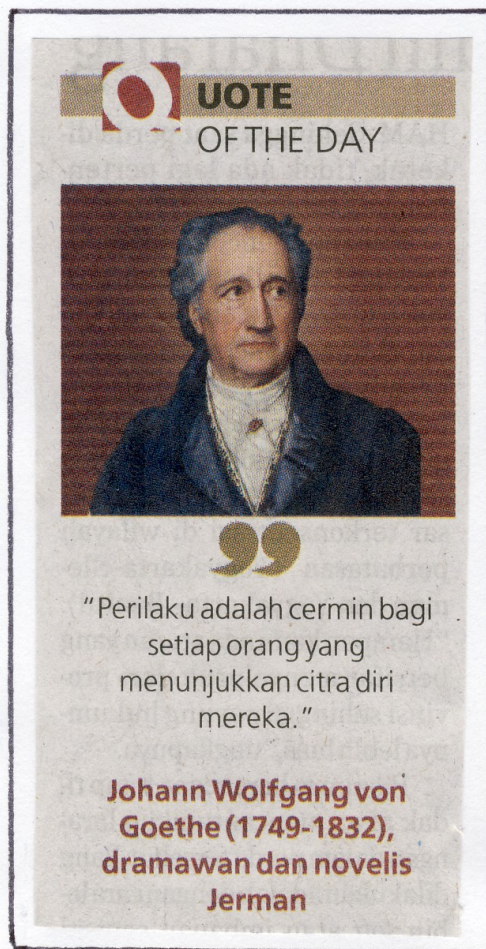 QUOTE
OF THE DAY
"Perilaku adalah cermin bagi
setiap orang yang
menunjukkan citra diri
mereka."
Johann Wolfgang von
Goethe (1749-1832),
dramawan dan novelis
Jerman